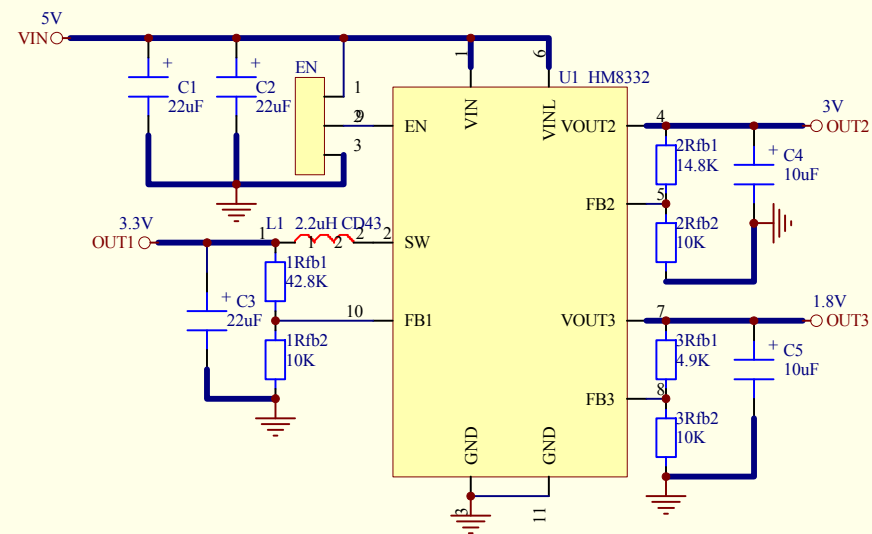 5V
VIN
C1
22uF
C2
22uF
EN
1
2
9
3
1
6
U1 HM8332
EN
VIN
VINL
VOUT2
4
3V
OUT2
2Rfb1
14.8K
C4
10uF
FB2
5
2Rfb2
10K
3.3V
OUT1
1
L1
2.2uH CD43
1
2
2
2
SW
1Rfb1
42.8K
C3
22uF
10
FB1
1Rfb2
10K
VOUT3
7
1.8V
OUT3
3Rfb1
4.9K
C5
10uF
FB3
8
3Rfb2
10K
GND
GND
3
11